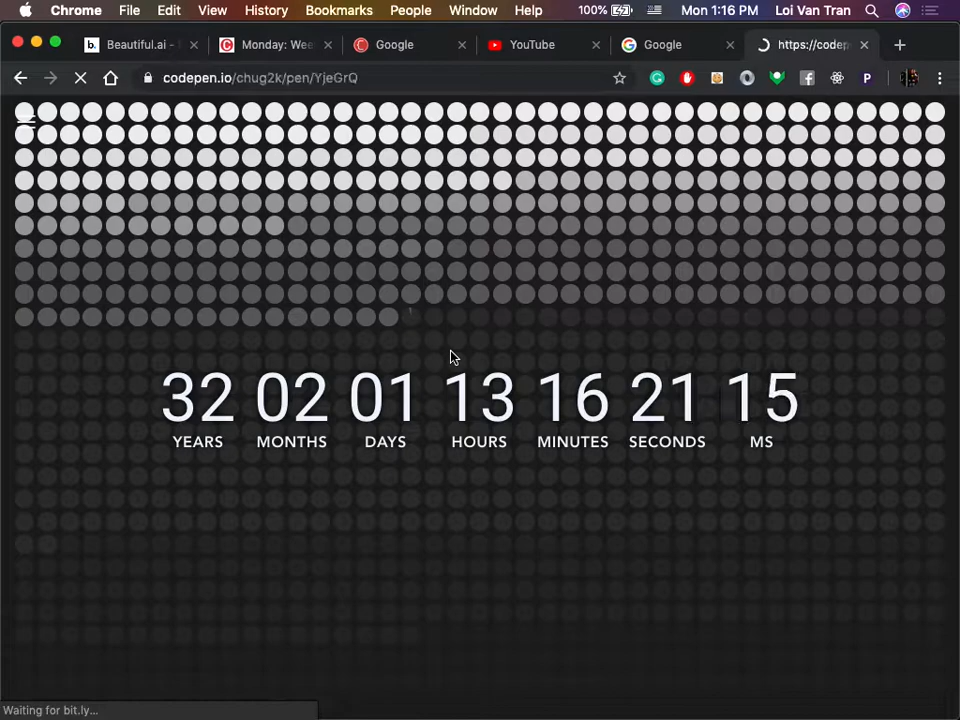 Chrome File Edit View History Bookmarks People Window Help 100% Mon 1:16 PM Loi Van Tran
b. Beautiful.ai - Monday: Wee Google YouTube Google https://codep
codepen.io/chug2k/pen/YjeGrQ
32 02 01 13 16 21 15
YEARS MONTHS DAYS HOURS MINUTES SECONDS MS
Waiting for bit.ly...